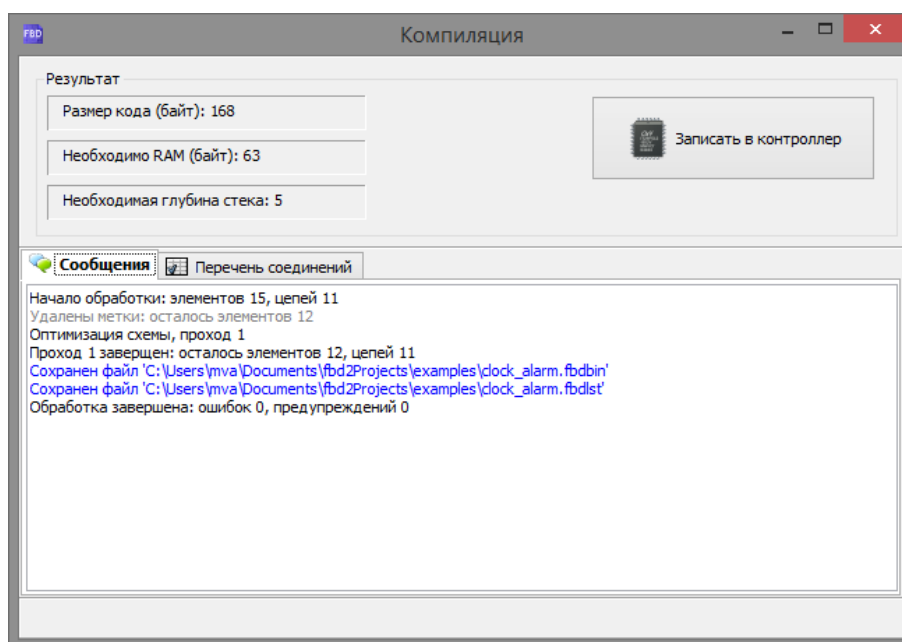 FBD
Компиляция
Результат
Размер кода (байт): 168
Необходимо RAM (байт): 63
Необходимая глубина стека: 5
Записать в контроллер
Сообщения
Перечень соединений
Начало обработки: элементов 15, цепей 11
Удалены метки: осталось элементов 12
Оптимизация схемы, проход 1
Проход 1 завершен: осталось элементов 12, цепей 11
Сохранен файл 'C:\Users\mva\Documents\fbd2Projects\examples\clock_alarm.fbdbin'
Сохранен файл 'C:\Users\mva\Documents\fbd2Projects\examples\clock_alarm.fbdlst'
Обработка завершена: ошибок 0, предупреждений 0